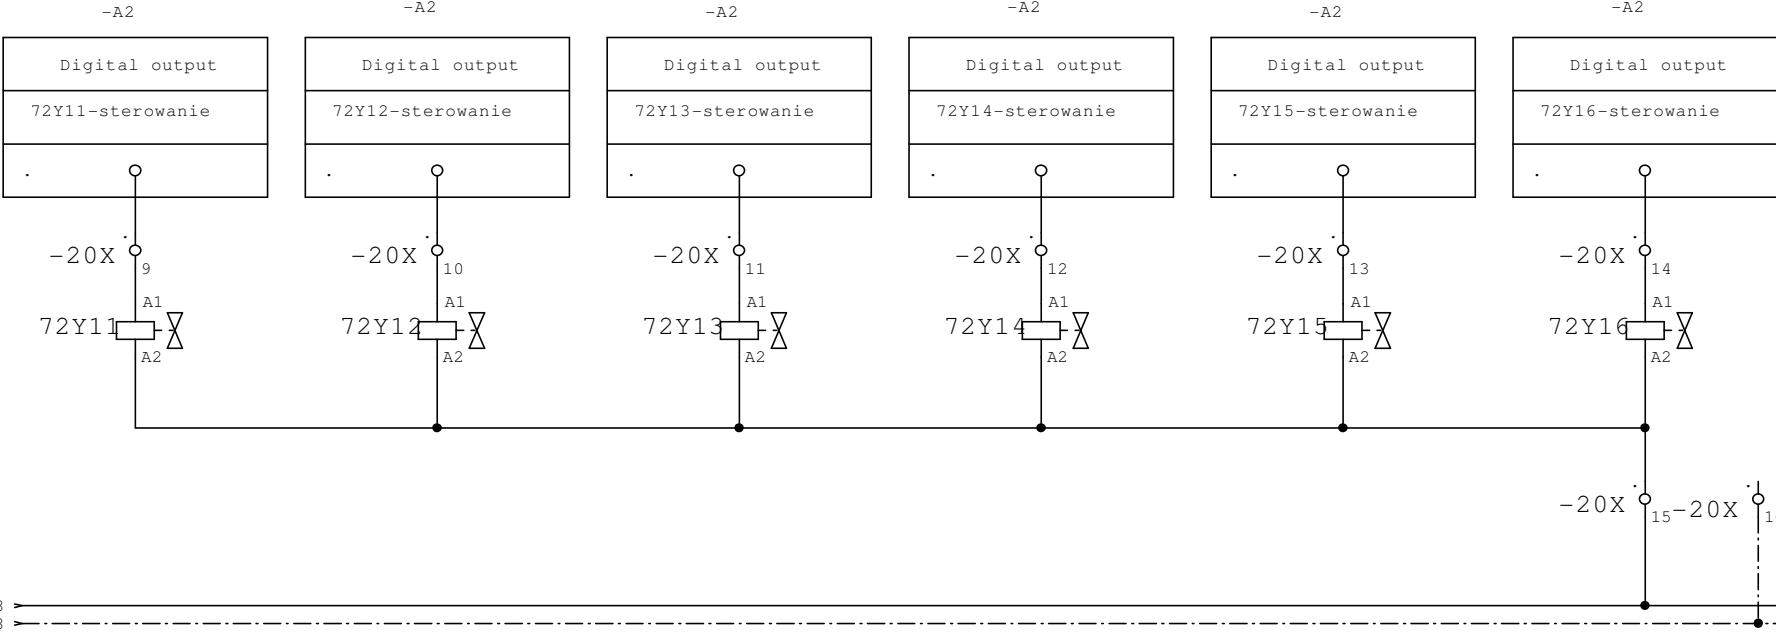 -A2 -A2 -A2 -A2 -A2 -A2
Digital output Digital output Digital output Digital output Digital output Digital output
72Y11-sterowanie 72Y12-sterowanie 72Y13-sterowanie 72Y14-sterowanie 72Y15-sterowanie 72Y16-sterowanie
-20X 9 -20X 10 -20X 11 -20X 12 -20X 13 -20X 14
A1 A1 A1 A1 A1 A1
72Y11 72Y12 72Y13 72Y14 72Y15 72Y16
A2 A2 A2 A2 A2 A2
-20X 15 -20X